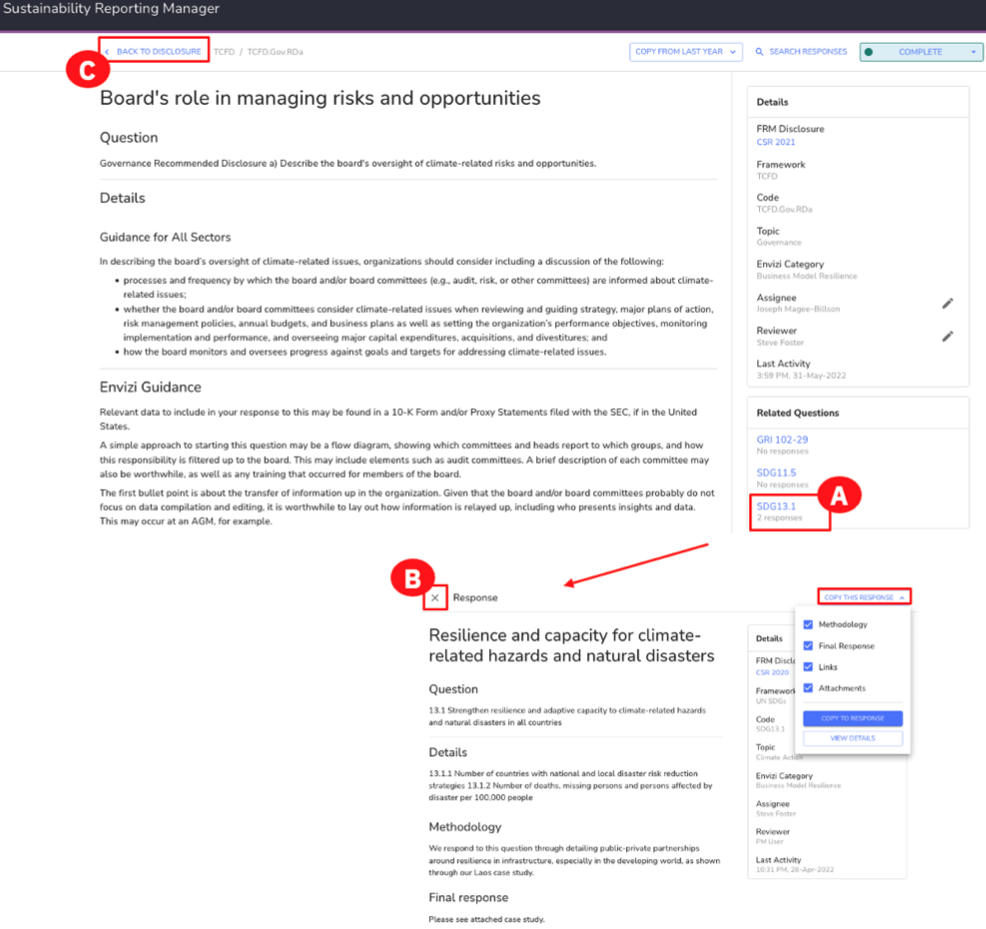 Sustainability Reporting Manager
BACK TO DISCLOSURE TCFD / TCFD.Gov.RDa
COPY FROM LAST YEAR
SEARCH RESPONSES
COMPLETE
C
Board's role in managing risks and opportunities
Question
Governance Recommended Disclosure a) Describe the board's oversight of climate-related risks and opportunities.
Details
Guidance for All Sectors
In describing the board's oversight of climate-related issues, organizations should consider including a discussion of the following:
• processes and frequency by which the board and/or board committees (e.g., audit, risk, or other committees) are informed about climate-
related issues;
• whether the board and/or board committees consider climate-related issues when reviewing and guiding strategy, major plans of action,
risk management policies, annual budgets, and business plans as well as setting the organization's performance objectives, monitoring
implementation and performance, and overseeing major capital expenditures, acquisitions, and divestitures; and
• how the board monitors and oversees progress against goals and targets for addressing climate-related issues.
Envizi Guidance
Relevant data to include in your response to this may be found in a 10-K Form and/or Proxy Statements filed with the SEC, if in the United
States.
A simple approach to starting this question may be a flow diagram, showing which committees and heads report to which groups, and how
this responsibility is filtered up to the board. This may include elements such as audit committees. A brief description of each committee may
also be worthwhile, as well as any training that occurred for members of the board.
The first bullet point is about the transfer of information up in the organization. Given that the board and/or board committees probably do not
focus on data compilation and editing, it is worthwhile to lay out how information is relayed up, including who presents insights and data.
This may occur at an AGM, for example.
Details
FRM Disclosure
CSR 2021
Framework
TCFD
Code
TCFD.Gov.RDa
Topic
Governance
Envizi Category
Business Model Resilience
Assignee
Joseph Magee-Billson
Reviewer
Steve Foster
Last Activity
3:59 PM, 31-May-2022
Related Questions
GRI 102-29
No responses
SDG11.5
No responses
SDG13.1
2 responses
A
B
Response
COPY THIS RESPONSE
Resilience and capacity for climate-
related hazards and natural disasters
Question
13.1 Strengthen resilience and adaptive capacity to climate-related hazards
and natural disasters in all countries
Details
13.1.1 Number of countries with national and local disaster risk reduction
strategies 13.1.2 Number of deaths, missing persons and persons affected by
disaster per 100,000 people
Methodology
We respond to this question through detailing public-private partnerships
around resilience in infrastructure, especially in the developing world, as shown
through our Laos case study.
Final response
Please see attached case study.
Methodology
Final Response
Links
Attachments
COPY TO RESPONSE
VIEW DETAILS
Details
FRM Discl
CSR 2020
Framework
UN SDGs
Code
SDG13.1
Topic
Climate Action
Envizi Category
Business Model Resilience
Assignee
Steve Foster
Reviewer
PM User
Last Activity
10:31 PM, 28-Apr-2022